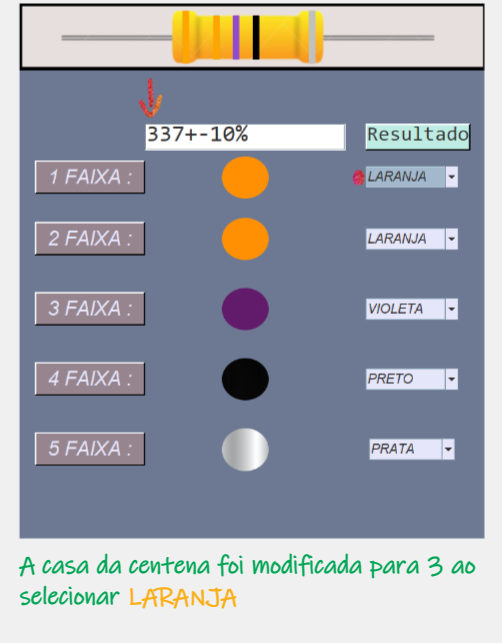 337+-10% Resultado
1 FAIXA : LARANJA
2 FAIXA : LARANJA
3 FAIXA : VIOLETA
4 FAIXA : PRETO
5 FAIXA : PRATA
A casa da centena foi modificada para 3 ao
selecionar LARANJA